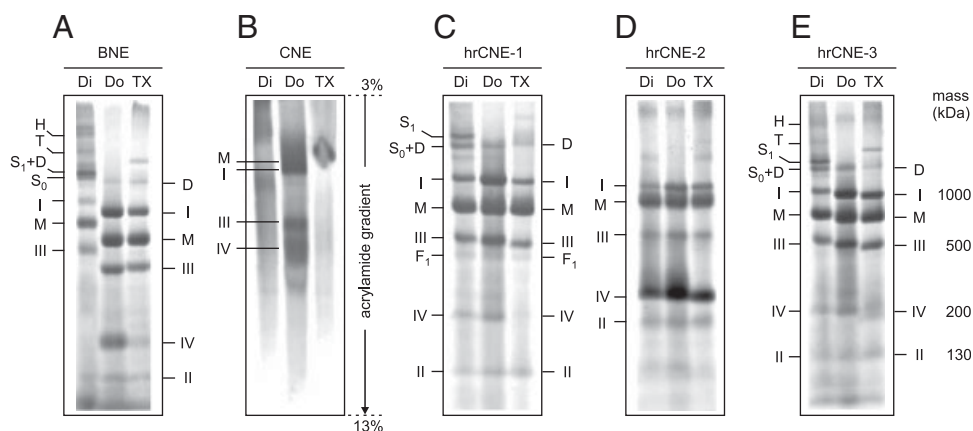 A B C D E
BNE CNE hrCNE-1 hrCNE-2 hrCNE-3
Di Do TX Di Do TX Di Do TX Di Do TX Di Do TX
3%
mass
(kDa)
H
T
S1+D
S0
I
M
III
D
I
M
III
IV
II
M
I
III
IV
acrylamide gradient
13%
S1
S0+D
I
M
III
F1
IV
II
D
I
M
III
F1
IV
II
I
M
III
IV
II
H
T
S1
S0+D
I
M
III
IV
II
D
I 1000
M
III 500
IV 200
II 130